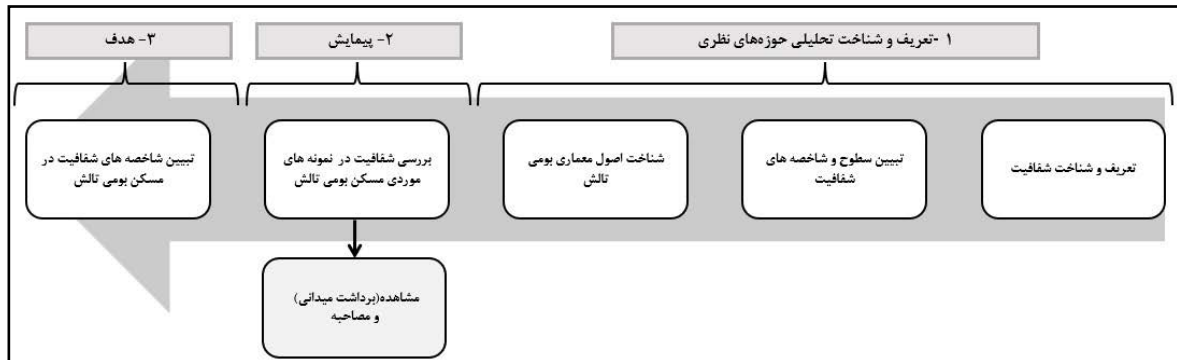 ۱ -تعریف و شناخت تحلیلی حوزه‌های نظری
۲- پیمایش
۳- هدف
تعریف و شناخت شفافیت
تبیین سطوح و شاخصه های
شفافیت
شناخت اصول معماری بومی
تالش
بررسی شفافیت در نمونه های
موردی مسکن بومی تالش
تبیین شاخصه های شفافیت در
مسکن بومی تالش
مشاهده(برداشت میدانی)
و مصاحبه